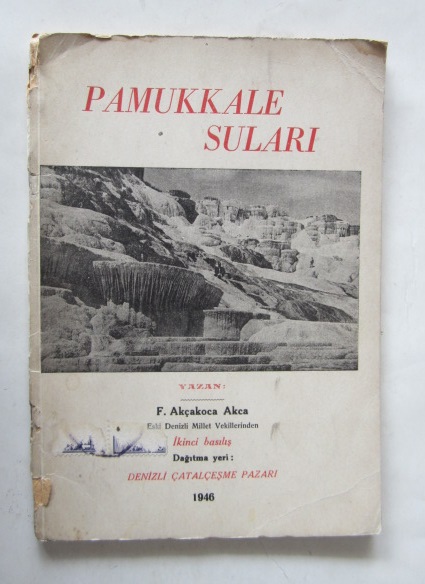 PAMUKKALE
SULARI
YAZAN:
F. Akçakoca Akca
Eski Denizli Millet Vekillerinden
İkinci basılış
Dağıtma yeri:
DENİZLİ ÇATALÇEŞME PAZARI
1946